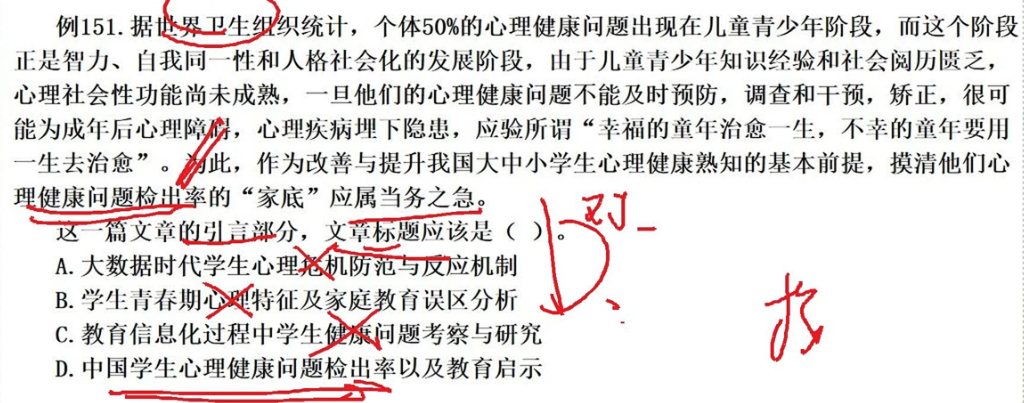 例151.据世界卫生组织统计，个体50%的心理健康问题出现在儿童青少年阶段，而这个阶段
正是智力、自我同一性和人格社会化的发展阶段，由于儿童青少年知识经验和社会阅历匮乏，
心理社会性功能尚未成熟，一旦他们的心理健康问题不能及时预防，调查和干预，矫正，很可
能为成年后心理障碍，心理疾病埋下隐患，应验所谓“幸福的童年治愈一生，不幸的童年要用
一生去治愈”。为此，作为改善与提升我国大中小学生心理健康熟知的基本前提，摸清他们心
理健康问题检出率的“家底”应属当务之急。
这一篇文章的引言部分，文章标题应该是（ ）。
A.大数据时代学生心理危机防范与反应机制
B.学生青春期心理特征及家庭教育误区分析
C.教育信息化过程中学生健康问题考察与研究
D.中国学生心理健康问题检出率以及教育启示